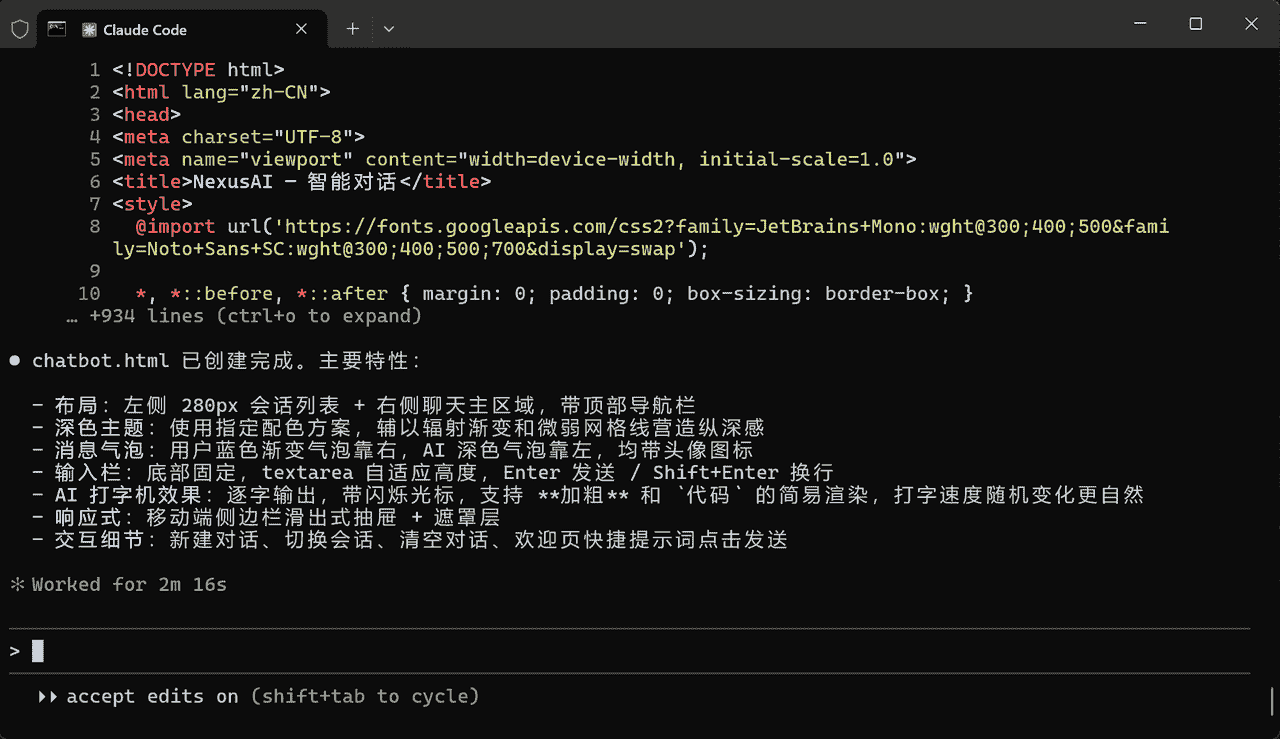 Claude Code
1 <!DOCTYPE html>
2 <html lang="zh-CN">
3 <head>
4 <meta charset="UTF-8">
5 <meta name="viewport" content="width=device-width, initial-scale=1.0">
6 <title>NexusAI — 智能对话</title>
7 <style>
8 @import url('https://fonts.googleapis.com/css2?family=JetBrains+Mono:wght@300;400;500&fami
ly=Noto+Sans+SC:wght@300;400;500;700&display=swap');
9
10 *, *::before, *::after { margin: 0; padding: 0; box-sizing: border-box; }
… +934 lines (ctrl+o to expand)
● chatbot.html 已创建完成。主要特性：
- 布局：左侧 280px 会话列表 + 右侧聊天主区域，带顶部导航栏
- 深色主题：使用指定配色方案，辅以辐射渐变和微弱网格线营造纵深感
- 消息气泡：用户蓝色渐变气泡靠右，AI 深色气泡靠左，均带头像图标
- 输入栏：底部固定，textarea 自适应高度，Enter 发送 / Shift+Enter 换行
- AI 打字机效果：逐字输出，带闪烁光标，支持 **加粗** 和 `代码` 的简易渲染，打字速度随机变化更自然
- 响应式：移动端侧边栏滑出式抽屉 + 遮罩层
- 交互细节：新建对话、切换会话、清空对话、欢迎页快捷提示词点击发送
✻ Worked for 2m 16s
>
⏵⏵ accept edits on (shift+tab to cycle)